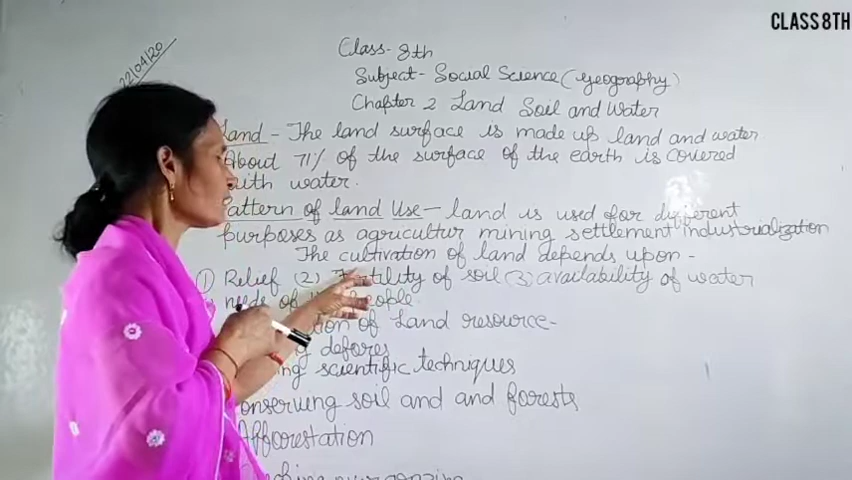 CLASS 8TH
22/04/20
Class-8th
Subject- Social Science (Geography)
Chapter 2 Land Soil and Water
Land - The land surface is made up land and water
About 71% of the surface of the earth is covered
with water.
Pattern of land Use - land is used for different
purposes as agricultur mining settlement industrialization
The cultivation of land depends upon -
(1) Relief (2) Fertility of soil (3) availability of water
of
of Land resource-
scientific techniques
conserving soil and and forests
Afforestation